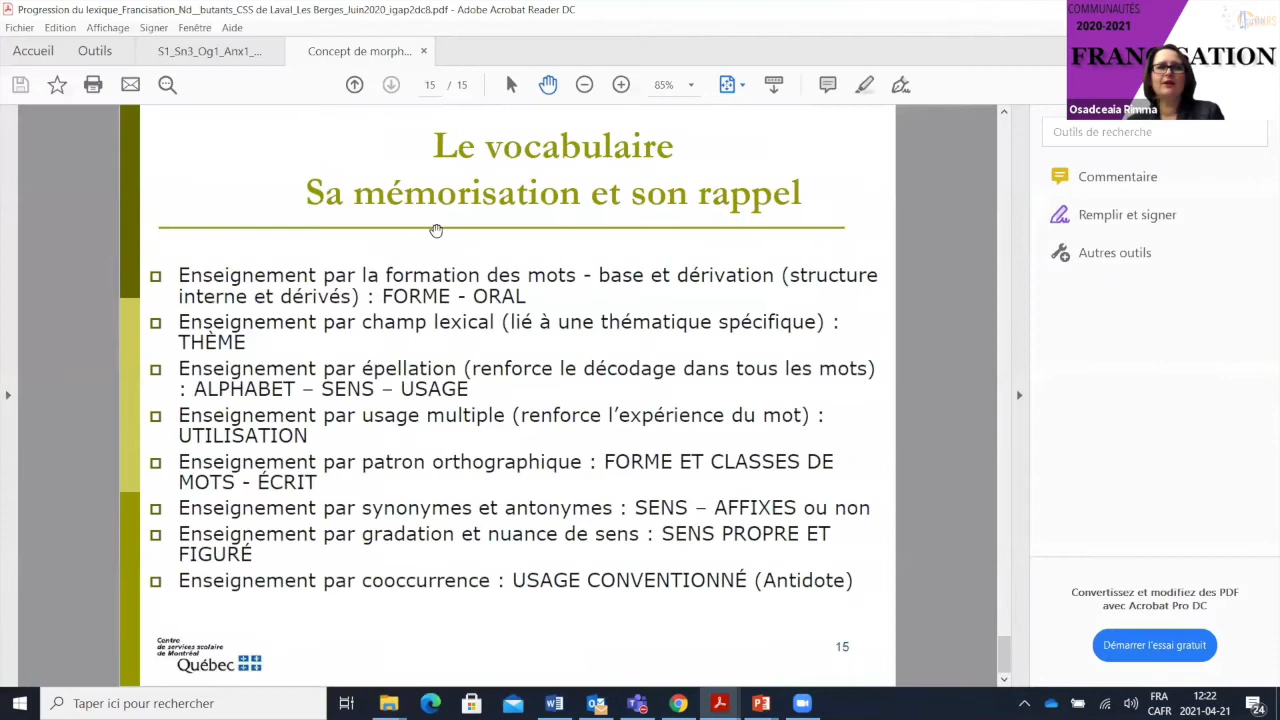 Progression du lexique_Francisation_Nd__butants_CSS de Laval_Les Berges_Juin2020_igap2dc8.pdf - Adobe Acrobat Reader DC
Fichier Edition Affichage Signer Fenêtre Aide
Accueil Outils S1_Sn3_Og1_Anx1_... Concept de morph... ×
15 / 15 85%
COMMUNAUTÉS
2020-2021
FRANCISATION
Osadceaia Rimma
Le vocabulaire
Sa mémorisation et son rappel
Enseignement par la formation des mots - base et dérivation (structure
interne et dérivés) : FORME - ORAL
Enseignement par champ lexical (lié à une thématique spécifique) :
THÈME
Enseignement par épellation (renforce le décodage dans tous les mots)
: ALPHABET – SENS – USAGE
Enseignement par usage multiple (renforce l’expérience du mot) :
UTILISATION
Enseignement par patron orthographique : FORME ET CLASSES DE
MOTS - ÉCRIT
Enseignement par synonymes et antonymes : SENS – AFFIXES ou non
Enseignement par gradation et nuance de sens : SENS PROPRE ET
FIGURÉ
Enseignement par cooccurrence : USAGE CONVENTIONNÉ (Antidote)
Centre
de services scolaire
de Montréal
Québec
15
Outils de recherche
Commentaire
Remplir et signer
Autres outils
Convertissez et modifiez des PDF
avec Acrobat Pro DC
Démarrer l'essai gratuit
Taper ici pour rechercher
FRA
CAFR
12:22
2021-04-21
24